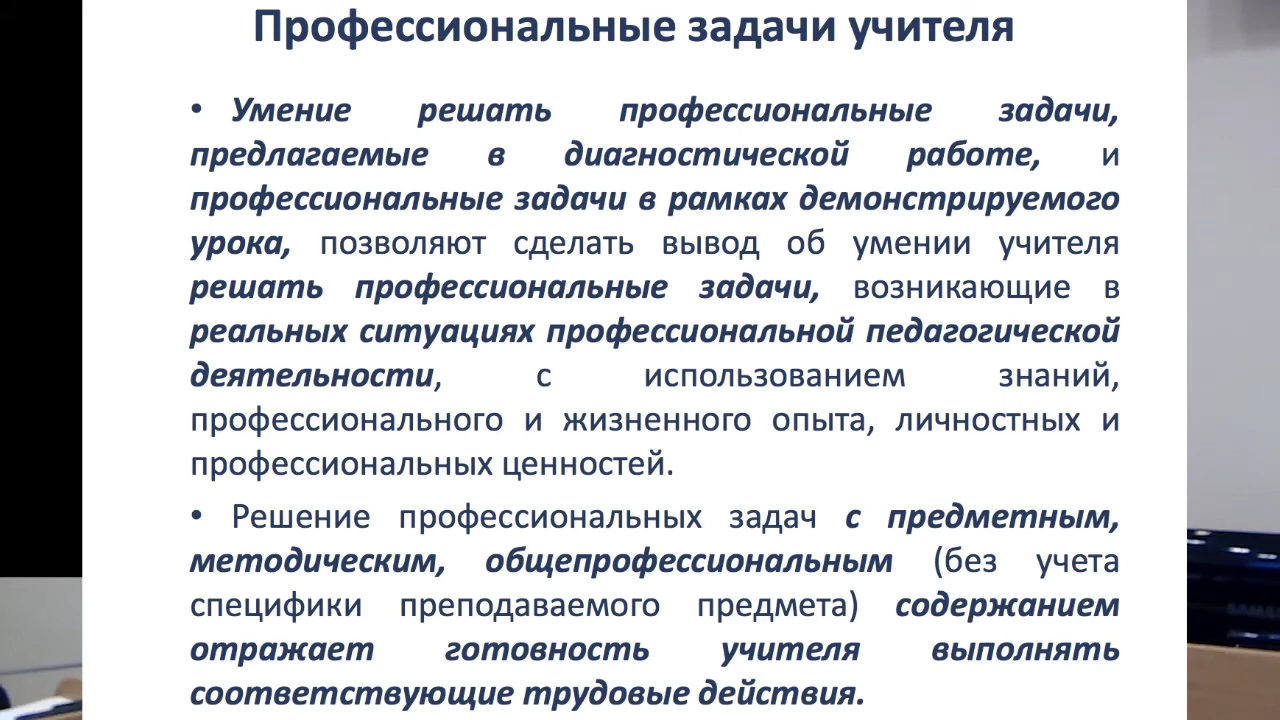 Профессиональные задачи учителя
• Умение решать профессиональные задачи,
предлагаемые в диагностической работе, и
профессиональные задачи в рамках демонстрируемого
урока, позволяют сделать вывод об умении учителя
решать профессиональные задачи, возникающие в
реальных ситуациях профессиональной педагогической
деятельности, с использованием знаний,
профессионального и жизненного опыта, личностных и
профессиональных ценностей.
• Решение профессиональных задач с предметным,
методическим, общепрофессиональным (без учета
специфики преподаваемого предмета) содержанием
отражает готовность учителя выполнять
соответствующие трудовые действия.